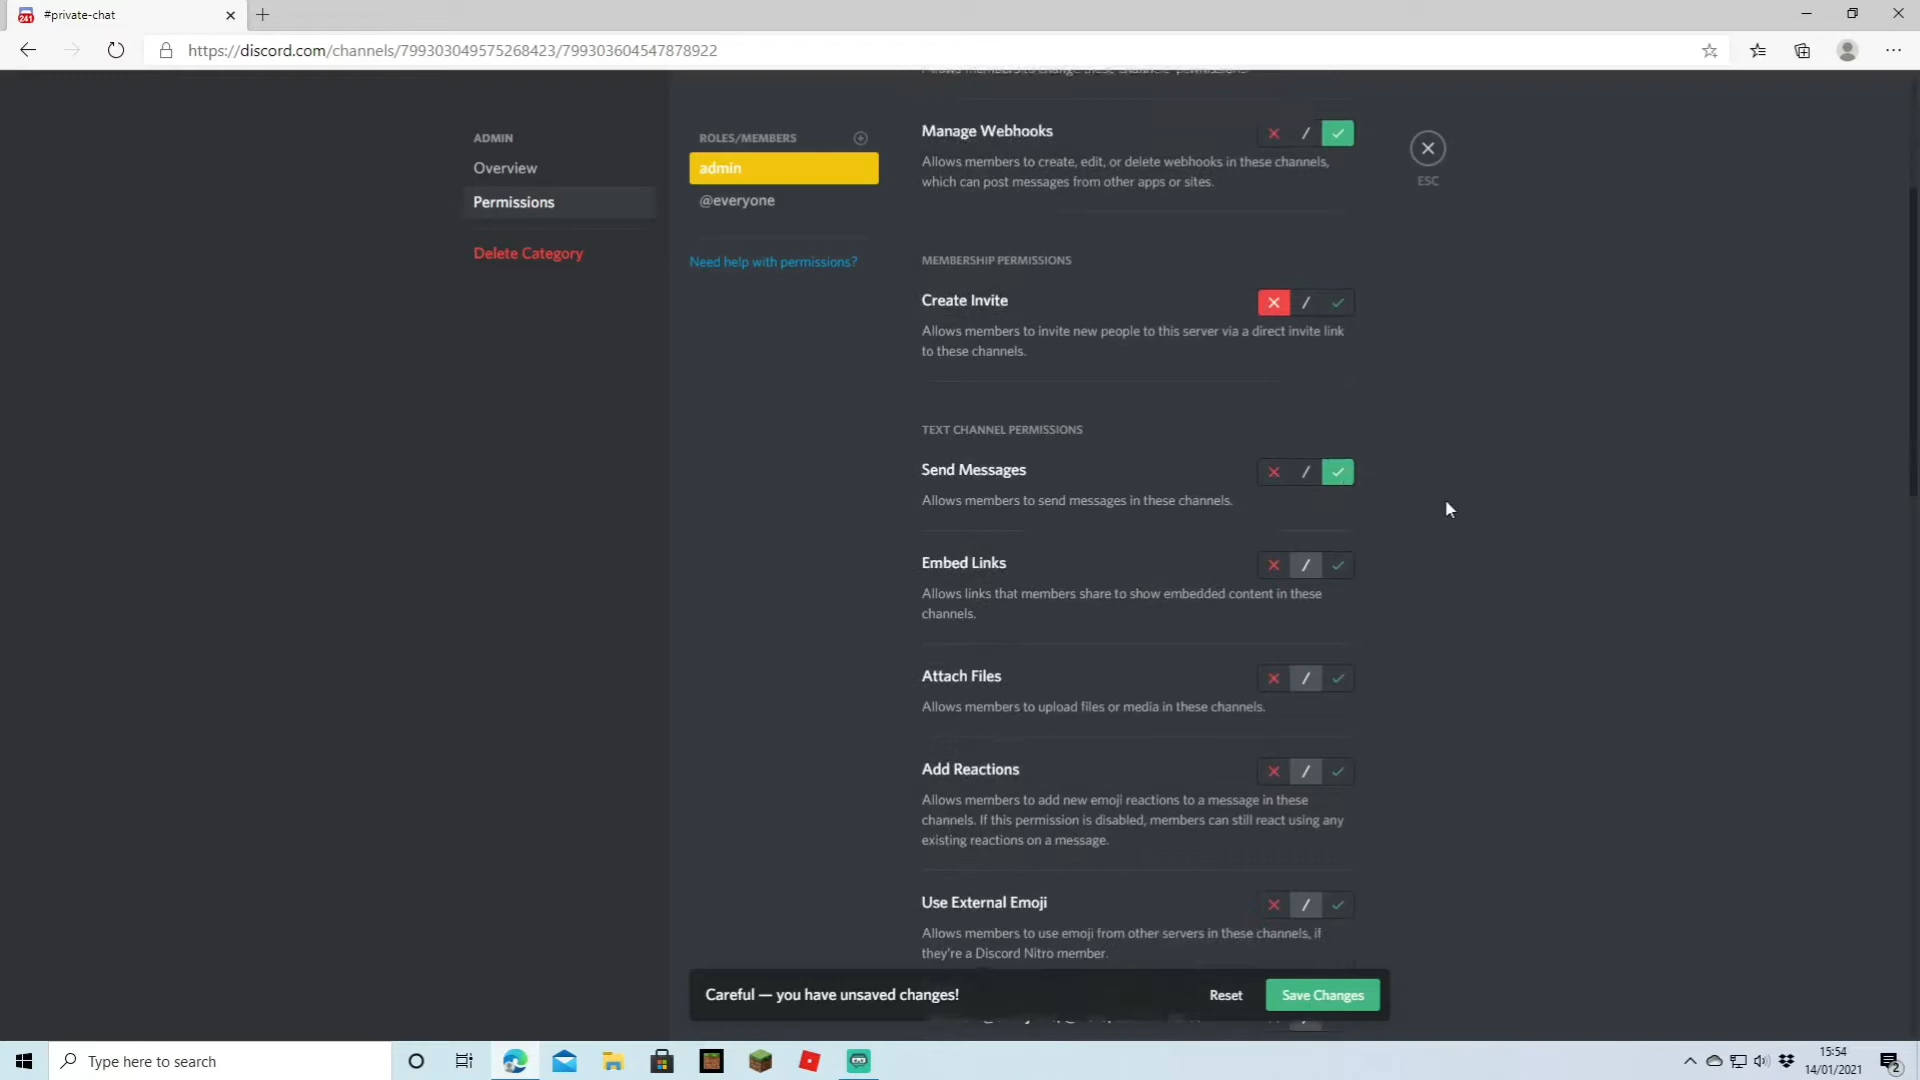 #private-chat
https://discord.com/channels/799303049575268423/799303604547878922
ADMIN
Overview
Permissions
Delete Category
ROLES/MEMBERS
admin
@everyone
Need help with permissions?
Allows members to change these channels' permissions.
Manage Webhooks
Allows members to create, edit, or delete webhooks in these channels,
which can post messages from other apps or sites.
MEMBERSHIP PERMISSIONS
Create Invite
Allows members to invite new people to this server via a direct invite link
to these channels.
TEXT CHANNEL PERMISSIONS
Send Messages
Allows members to send messages in these channels.
Embed Links
Allows links that members share to show embedded content in these
channels.
Attach Files
Allows members to upload files or media in these channels.
Add Reactions
Allows members to add new emoji reactions to a message in these
channels. If this permission is disabled, members can still react using any
existing reactions on a message.
Use External Emoji
Allows members to use emoji from other servers in these channels, if
they're a Discord Nitro member.
ESC
Careful — you have unsaved changes!
Reset
Save Changes
Type here to search
15:54
14/01/2021
2